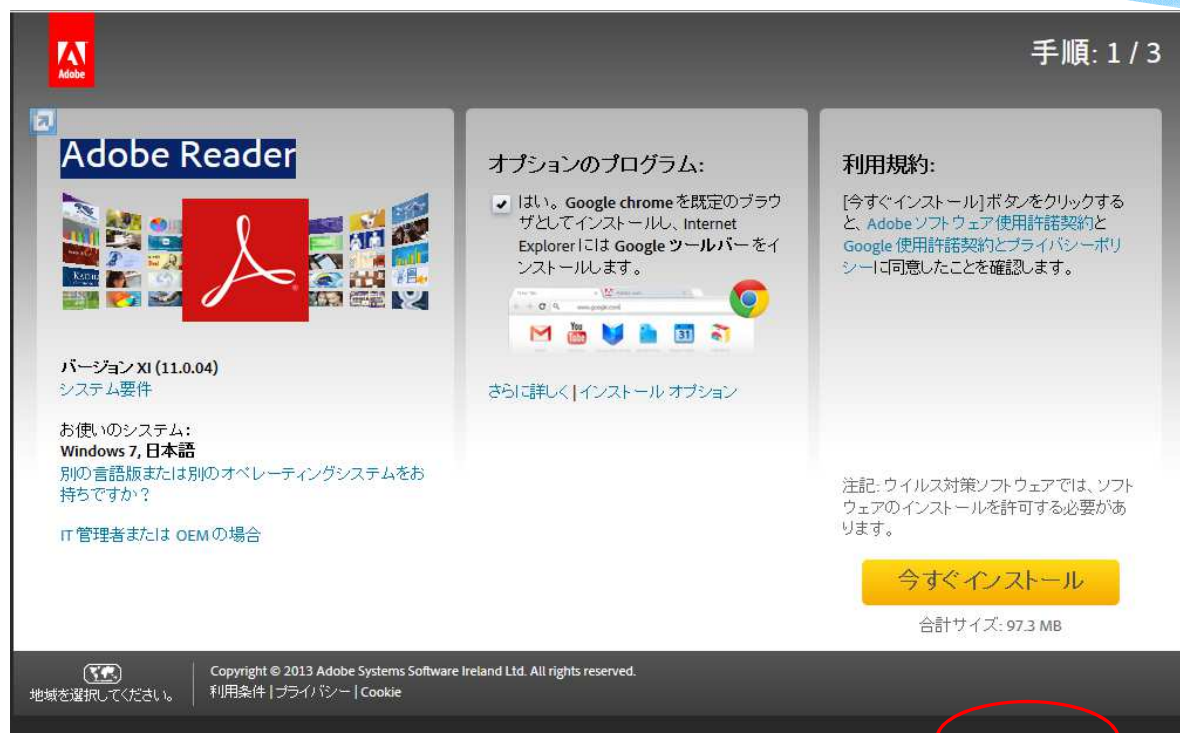 Adobe
手順: 1 / 3
Adobe Reader
バージョン XI (11.0.04)
システム要件
お使いのシステム:
Windows 7, 日本語
別の言語版または別のオペレーティングシステムをお
持ちですか？
IT 管理者または OEM の場合
オプションのプログラム:
はい。Google chrome を既定のブラウ
ザとしてインストールし、Internet
Explorer には Google ツールバー をイ
ンストールします。
www.google.com
You
Tube
31
さらに詳しく | インストール オプション
利用規約:
[今すぐインストール] ボタンをクリックする
と、Adobe ソフトウェア使用許諾契約と
Google 使用許諾契約とプライバシーポリ
シーに同意したことを確認します。
注記: ウイルス対策ソフトウェアでは、ソフト
ウェアのインストールを許可する必要があ
ります。
今すぐインストール
合計サイズ: 97.3 MB
地域を選択してください。
Copyright © 2013 Adobe Systems Software Ireland Ltd. All rights reserved.
利用条件 | プライバシー | Cookie